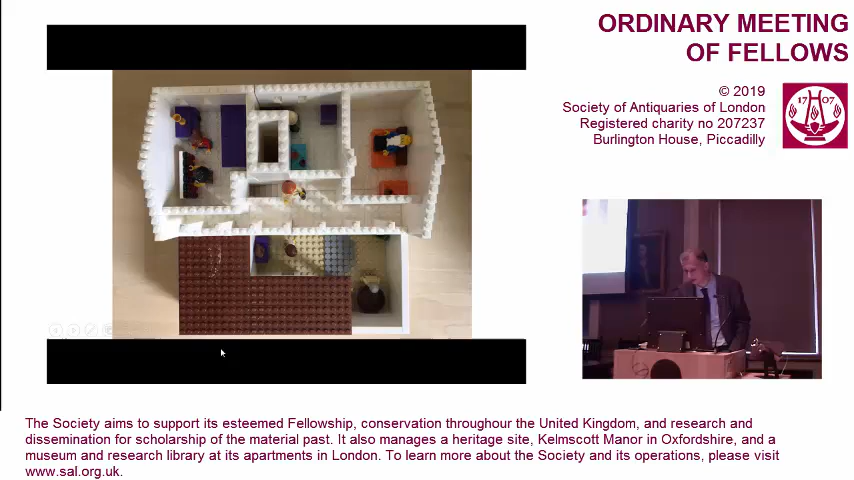 ORDINARY MEETING
OF FELLOWS
© 2019
Society of Antiquaries of London
Registered charity no 207237
Burlington House, Piccadilly
17 07
The Society aims to support its esteemed Fellowship, conservation throughour the United Kingdom, and research and
dissemination for scholarship of the material past. It also manages a heritage site, Kelmscott Manor in Oxfordshire, and a
museum and research library at its apartments in London. To learn more about the Society and its operations, please visit
www.sal.org.uk.